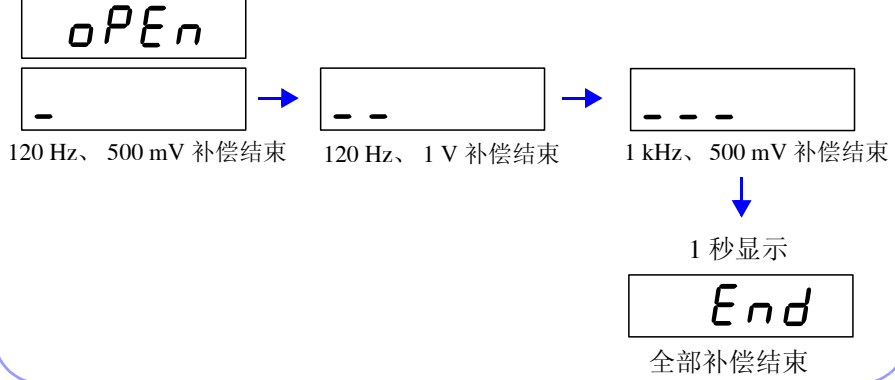 oPEn
_
_ _
_ _ _
120 Hz、 500 mV 补偿结束
120 Hz、 1 V 补偿结束
1 kHz、 500 mV 补偿结束
1 秒显示
End
全部补偿结束